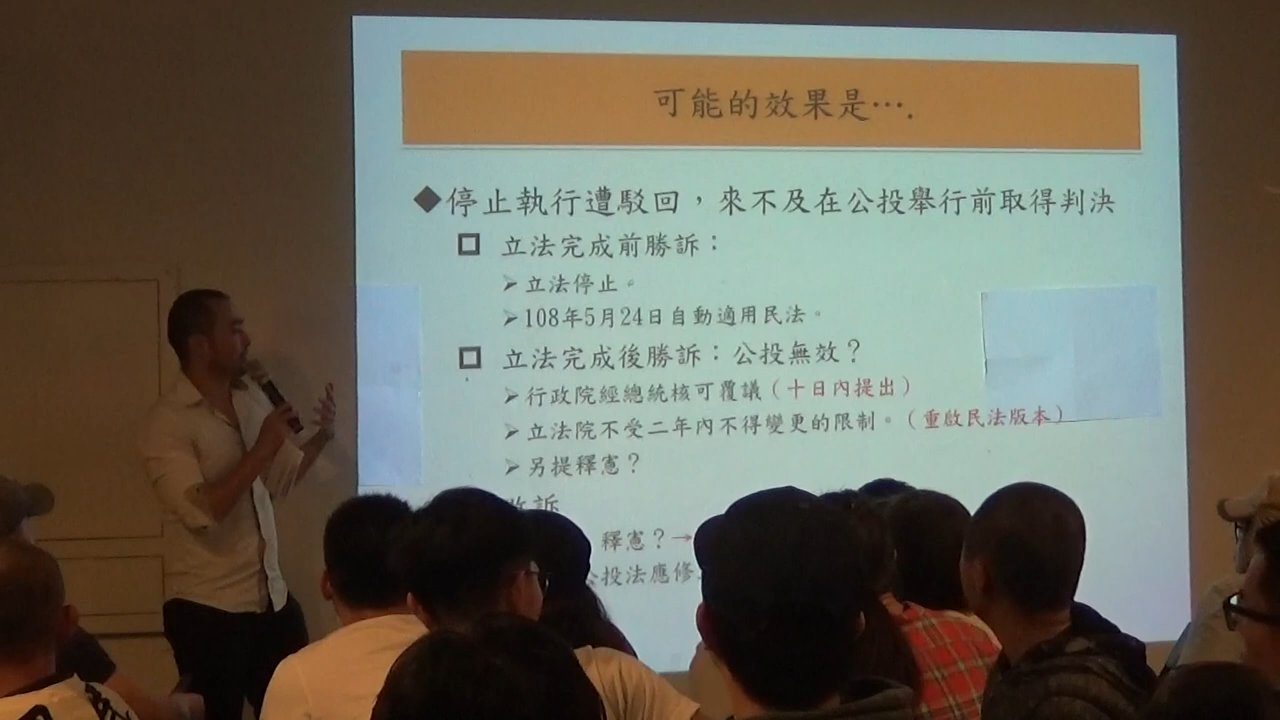 可能的效果是….
◆停止執行遭駁回，來不及在公投舉行前取得判決
立法完成前勝訴：
➢立法停止。
➢108年5月24日自動適用民法。
立法完成後勝訴：公投無效？
➢行政院經總統核可覆議（十日內提出）
➢立法院不受二年內不得變更的限制。（重啟民法版本）
➢另提釋憲？
敗訴
釋憲？→
公投法應修